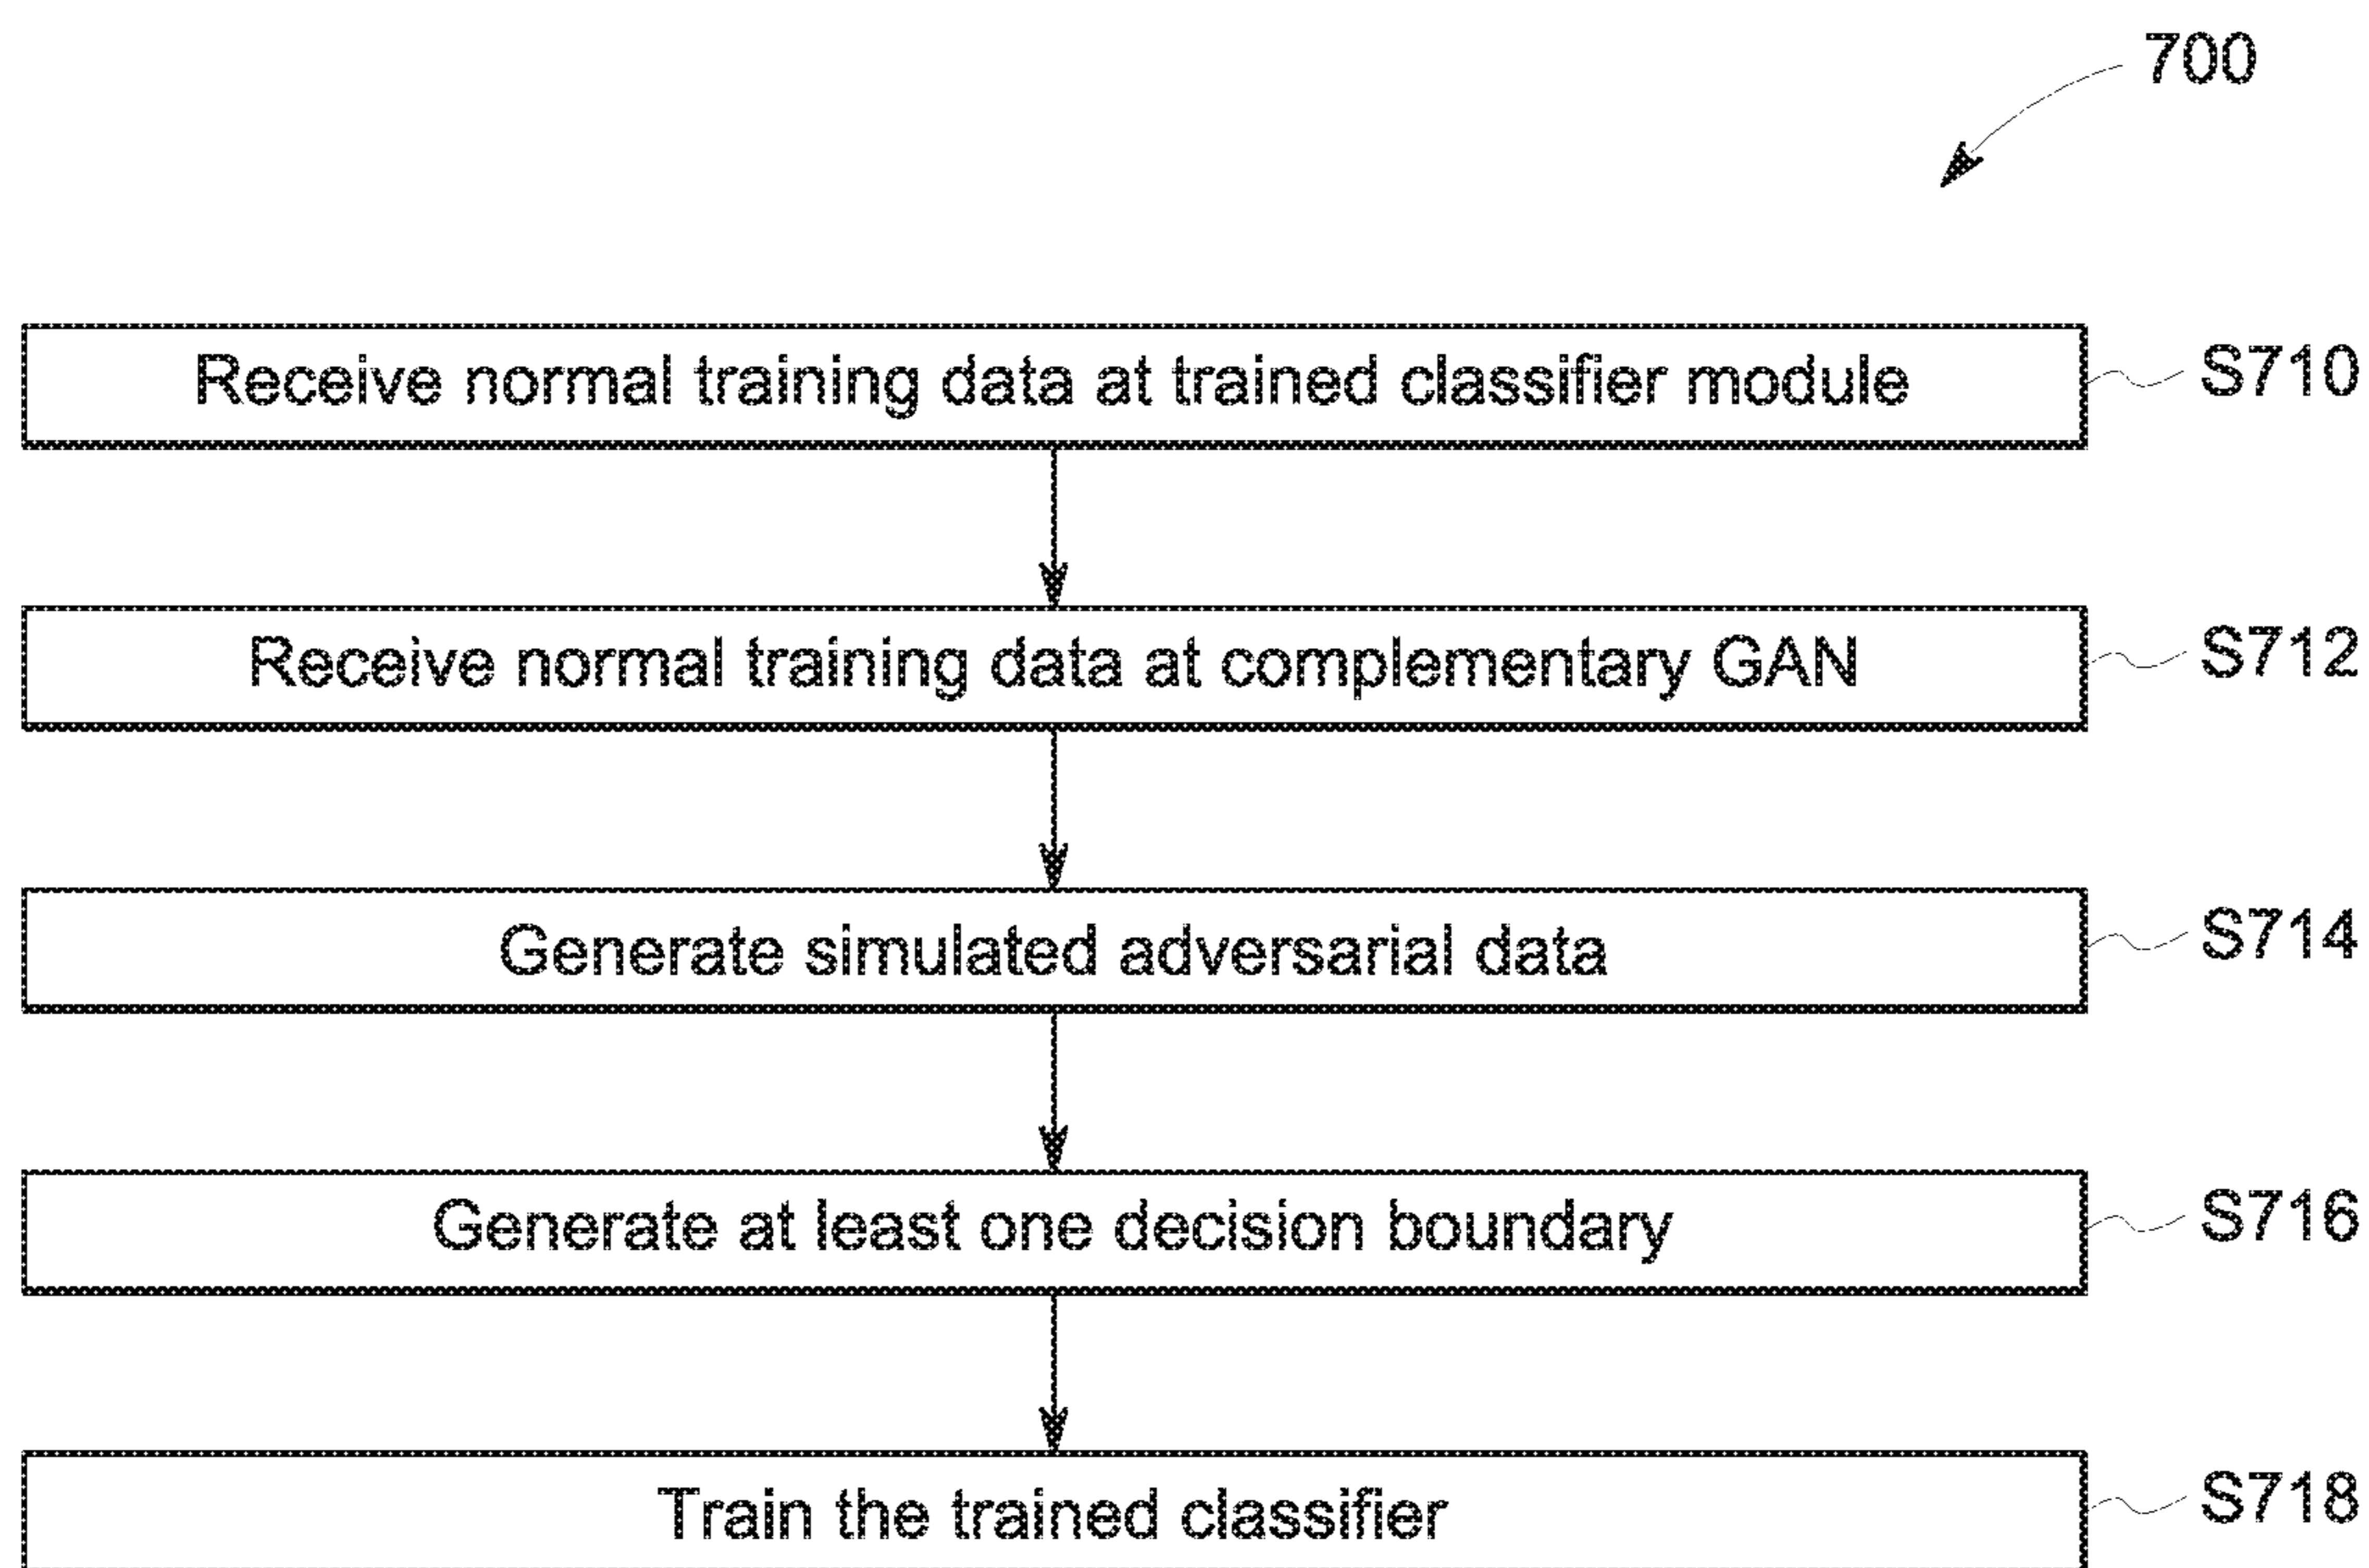 700
Receive normal training data at trained classifier module S710
Receive normal training data at complementary GAN S712
Generate simulated adversarial data S714
Generate at least one decision boundary S716
Train the trained classifier S718